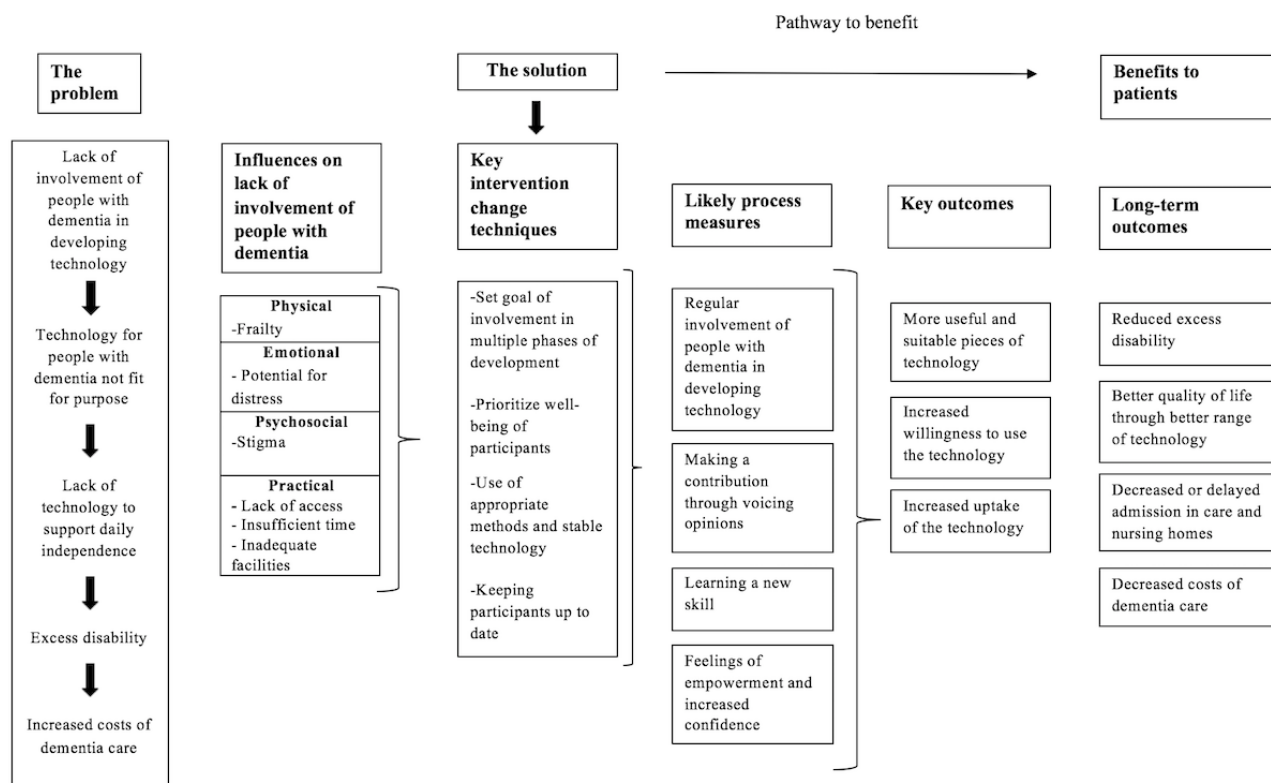 Pathway to benefit
The
problem
The solution
Benefits to
patients
Lack of
involvement of
people with
dementia in
developing
technology
Technology for
people with
dementia not fit
for purpose
Lack of
technology to
support daily
independence
Excess disability
Increased costs of
dementia care
Influences on
lack of
involvement of
people with
dementia
Physical
-Frailty
Emotional
- Potential for
distress
Psychosocial
-Stigma
Practical
- Lack of access
- Insufficient time
- Inadequate
facilities
Key
intervention
change
techniques
-Set goal of
involvement in
multiple phases of
development
-Prioritize well-
being of
participants
-Use of
appropriate
methods and stable
technology
-Keeping
participants up to
date
Likely process
measures
Regular
involvement of
people with
dementia in
developing
technology
Making a
contribution
through voicing
opinions
Learning a new
skill
Feelings of
empowerment and
increased
confidence
Key outcomes
More useful and
suitable pieces of
technology
Increased
willingness to use
the technology
Increased uptake
of the technology
Long-term
outcomes
Reduced excess
disability
Better quality of life
through better range
of technology
Decreased or delayed
admission in care and
nursing homes
Decreased costs of
dementia care